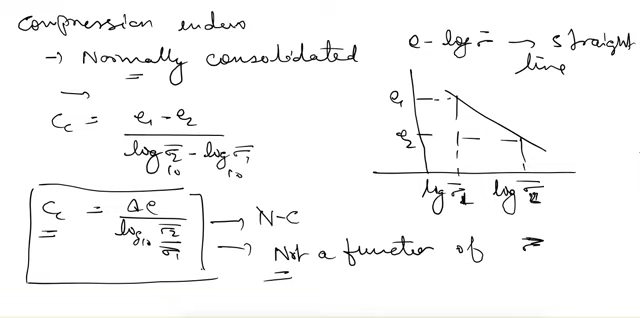 compression index
→ Normally consolidated
→
Cc = e1 - e2
log10 σ̅2 - log10 σ̅1
Cc = Δe
log10 σ̅2
σ̅1
→ N-C
→ Not a function of σ̅
e - log σ̅ → straight
line
e1
e2
log σ̅1 log σ̅2